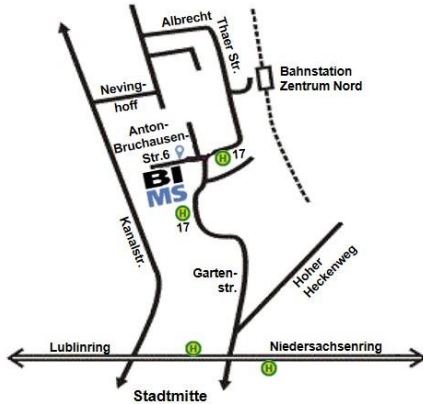 Albrecht
Thaer Str.
Neving-
hoff
Bahnstation
Zentrum Nord
Anton-
Bruchausen-
Str.6
H
17
BI
MS
H
17
Kanalstr.
Garten-
str.
Hoher
Heckenweg
Lublinring
H
Niedersachsenring
H
Stadtmitte